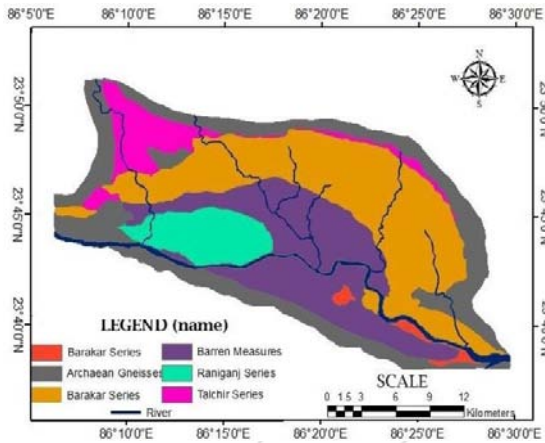 86°5'0"E 86°10'0"E 86°15'0"E 86°20'0"E 86°25'0"E 86°30'0"E
N
W E
S
23°50'0"N
23°45'0"N
23°40'0"N
LEGEND (name)
Barakar Series Barren Measures
Archaean Gneisses Raniganj Series
Barakar Series Talchir Series
River
SCALE
0 1.5 3 6 9 12
Kilometers
86°10'0"E 86°15'0"E 86°20'0"E 86°25'0"E 86°30'0"E